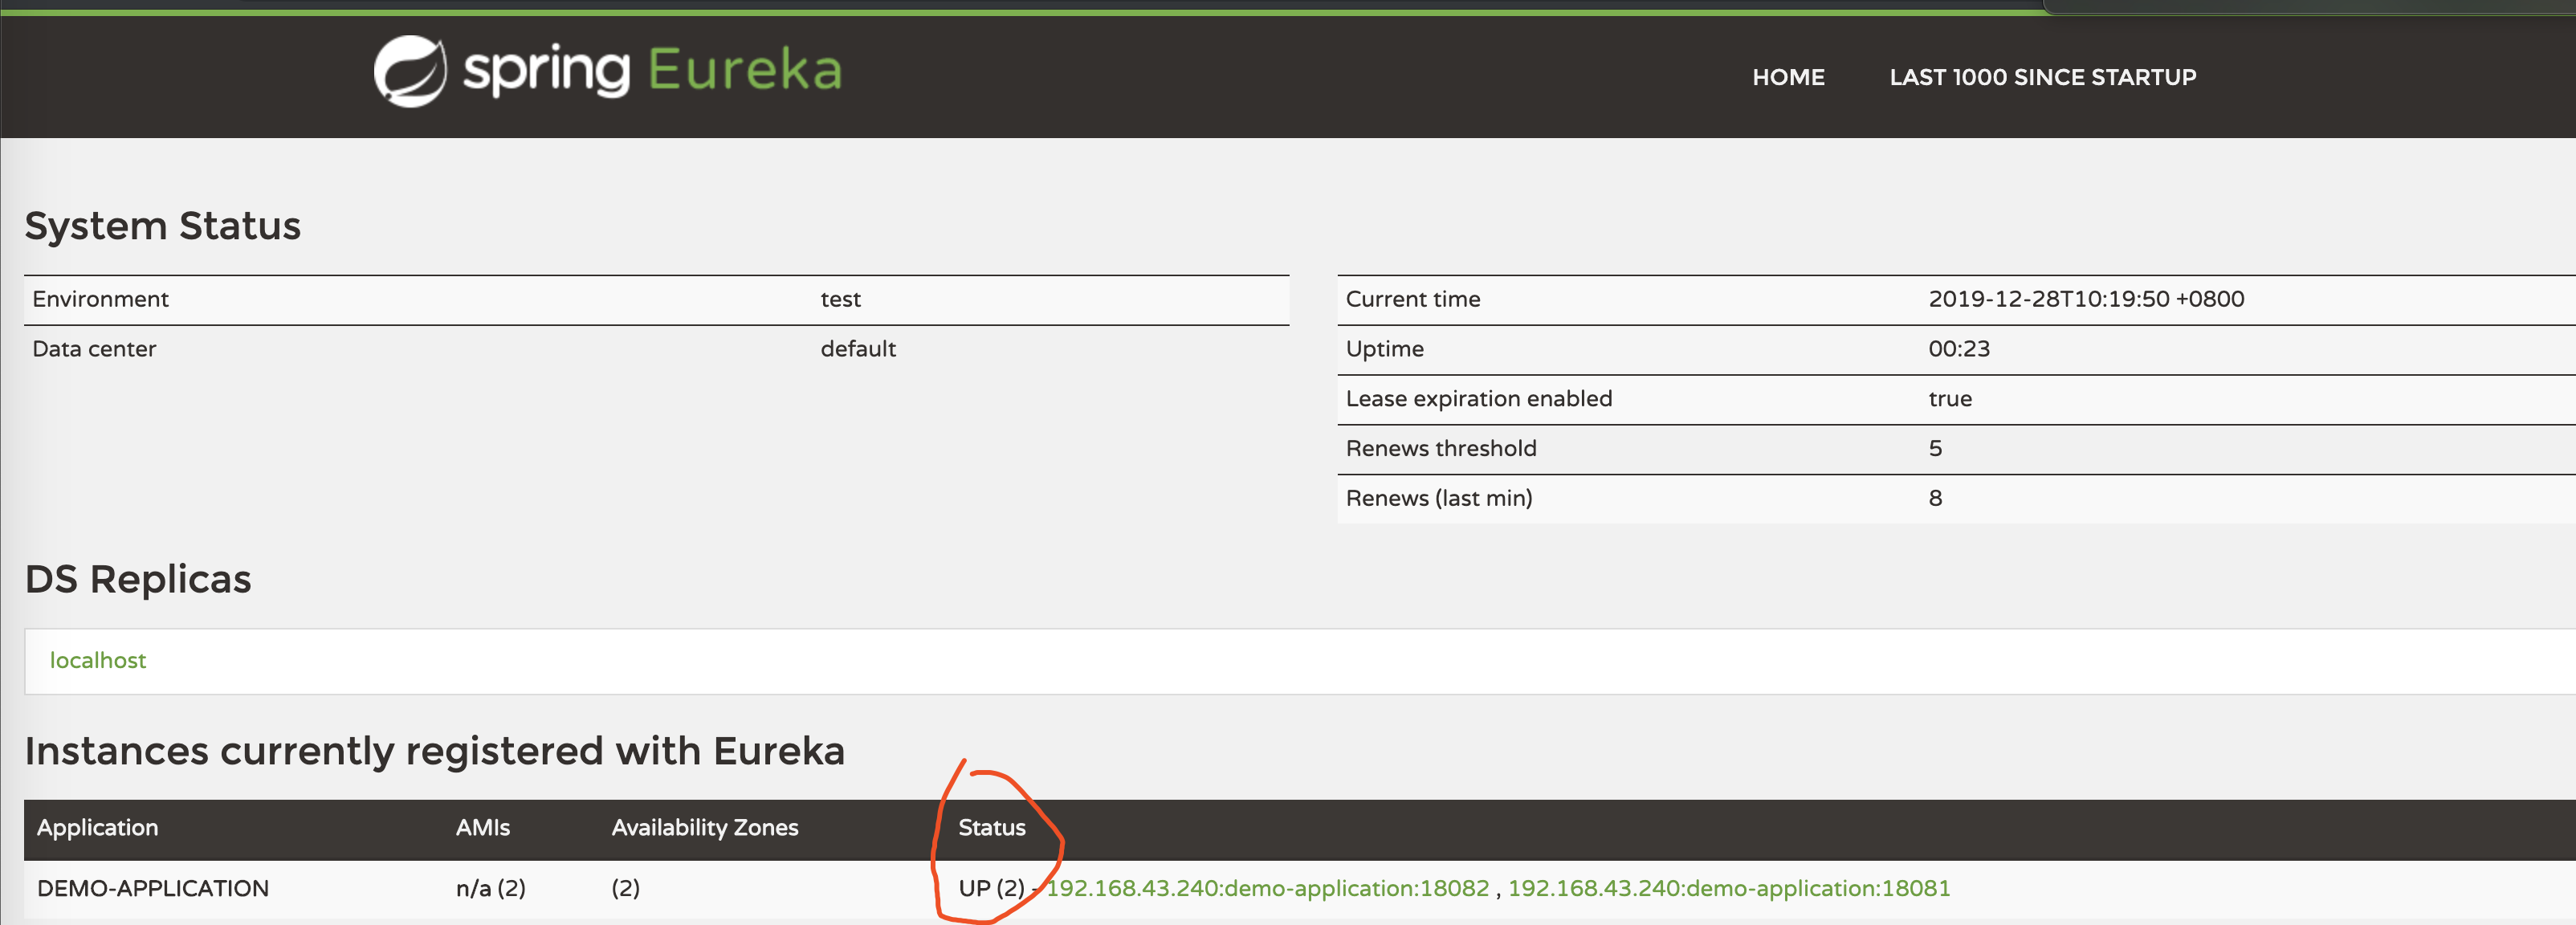 spring Eureka
HOME LAST 1000 SINCE STARTUP
System Status
Environment test
Data center default
Current time 2019-12-28T10:19:50 +0800
Uptime 00:23
Lease expiration enabled true
Renews threshold 5
Renews (last min) 8
DS Replicas
localhost
Instances currently registered with Eureka
Application AMIs Availability Zones Status
DEMO-APPLICATION n/a (2) (2) UP (2) - 192.168.43.240:demo-application:18082 , 192.168.43.240:demo-application:18081